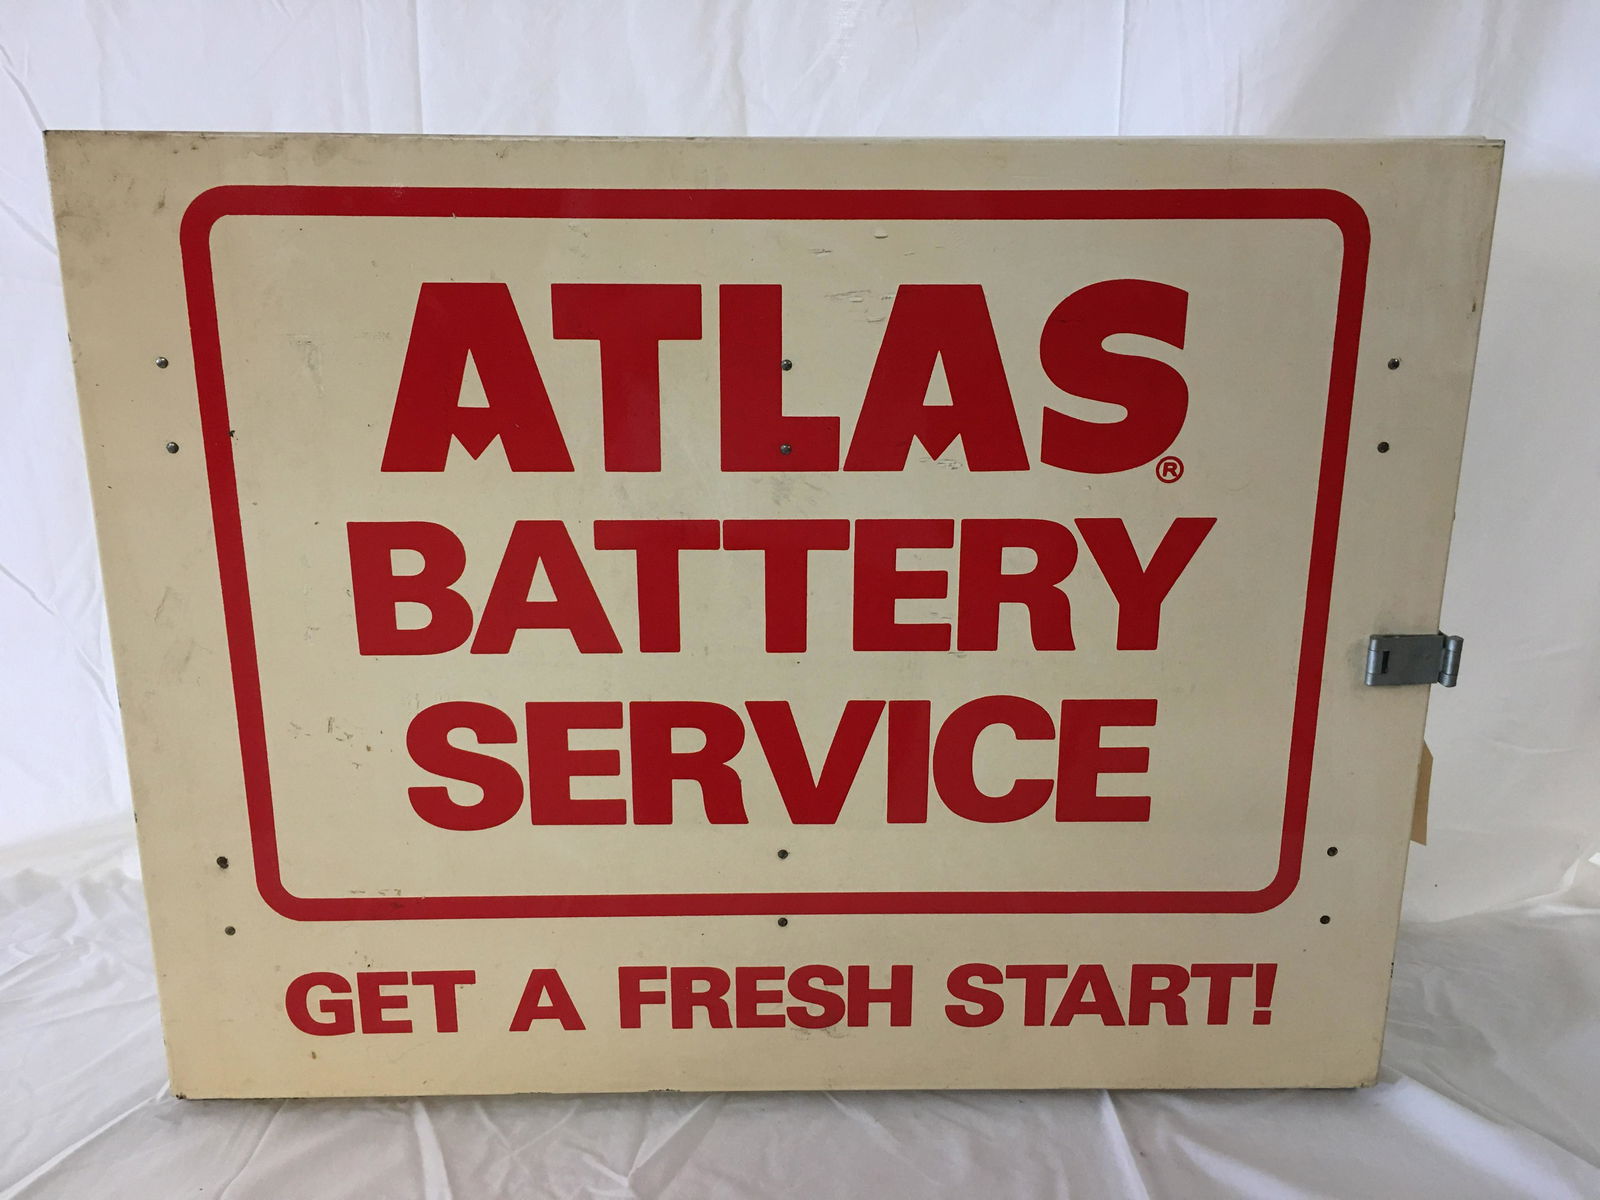 ATLAS®
BATTERY
SERVICE
GET A FRESH START!